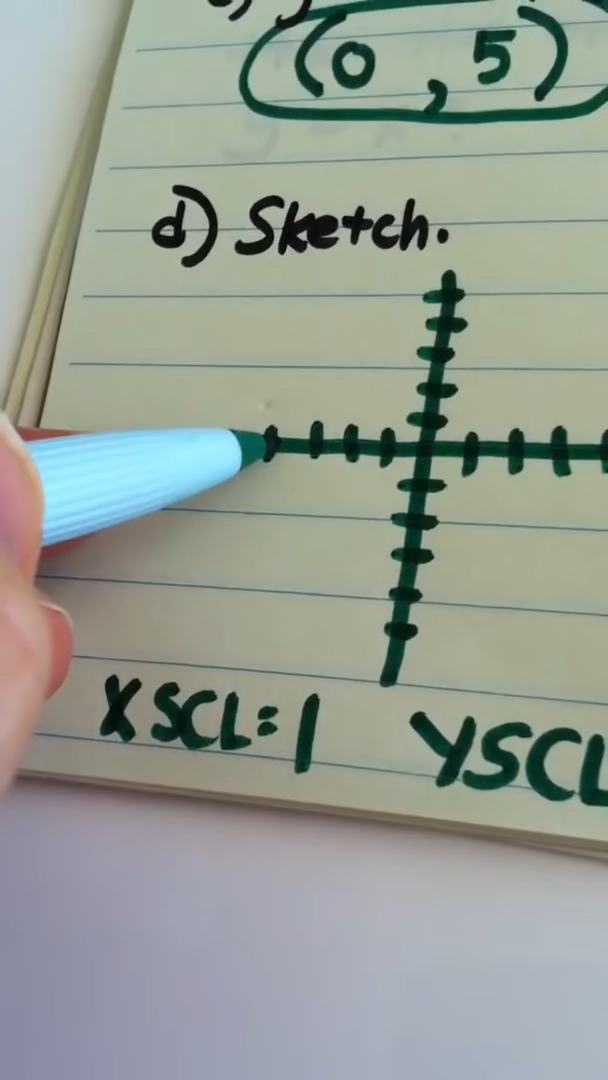 (0, 5)
d) Sketch.
XSCL=1 YSCL